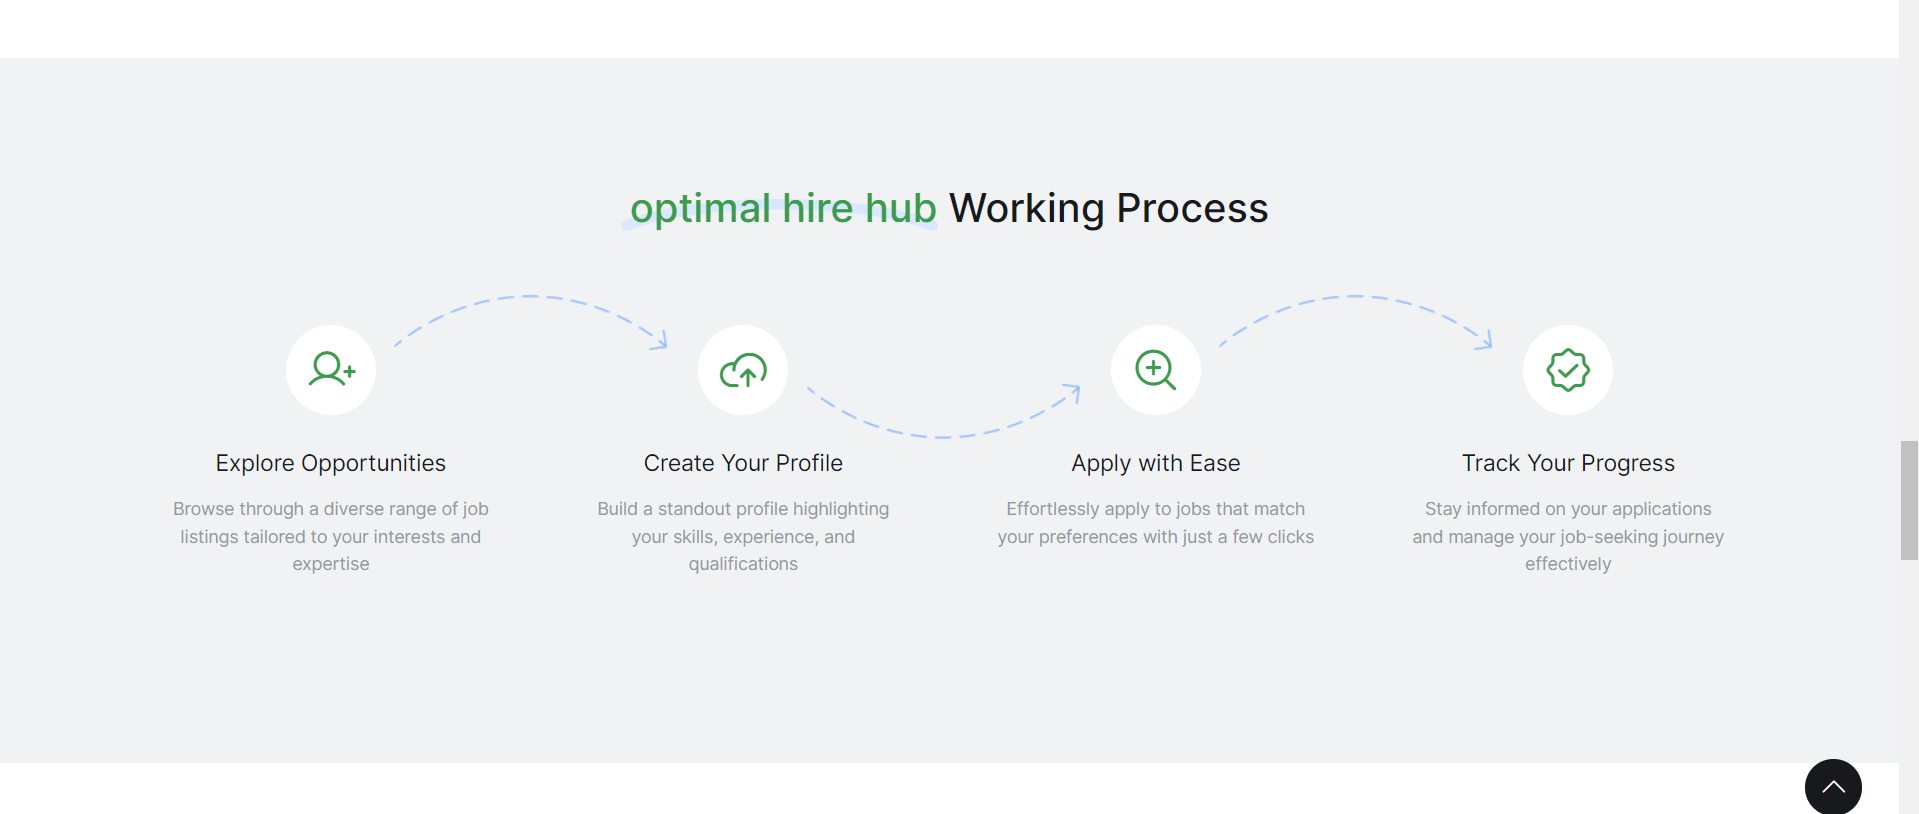 optimal hire hub Working Process
Explore Opportunities
Browse through a diverse range of job
listings tailored to your interests and
expertise
Create Your Profile
Build a standout profile highlighting
your skills, experience, and
qualifications
Apply with Ease
Effortlessly apply to jobs that match
your preferences with just a few clicks
Track Your Progress
Stay informed on your applications
and manage your job-seeking journey
effectively